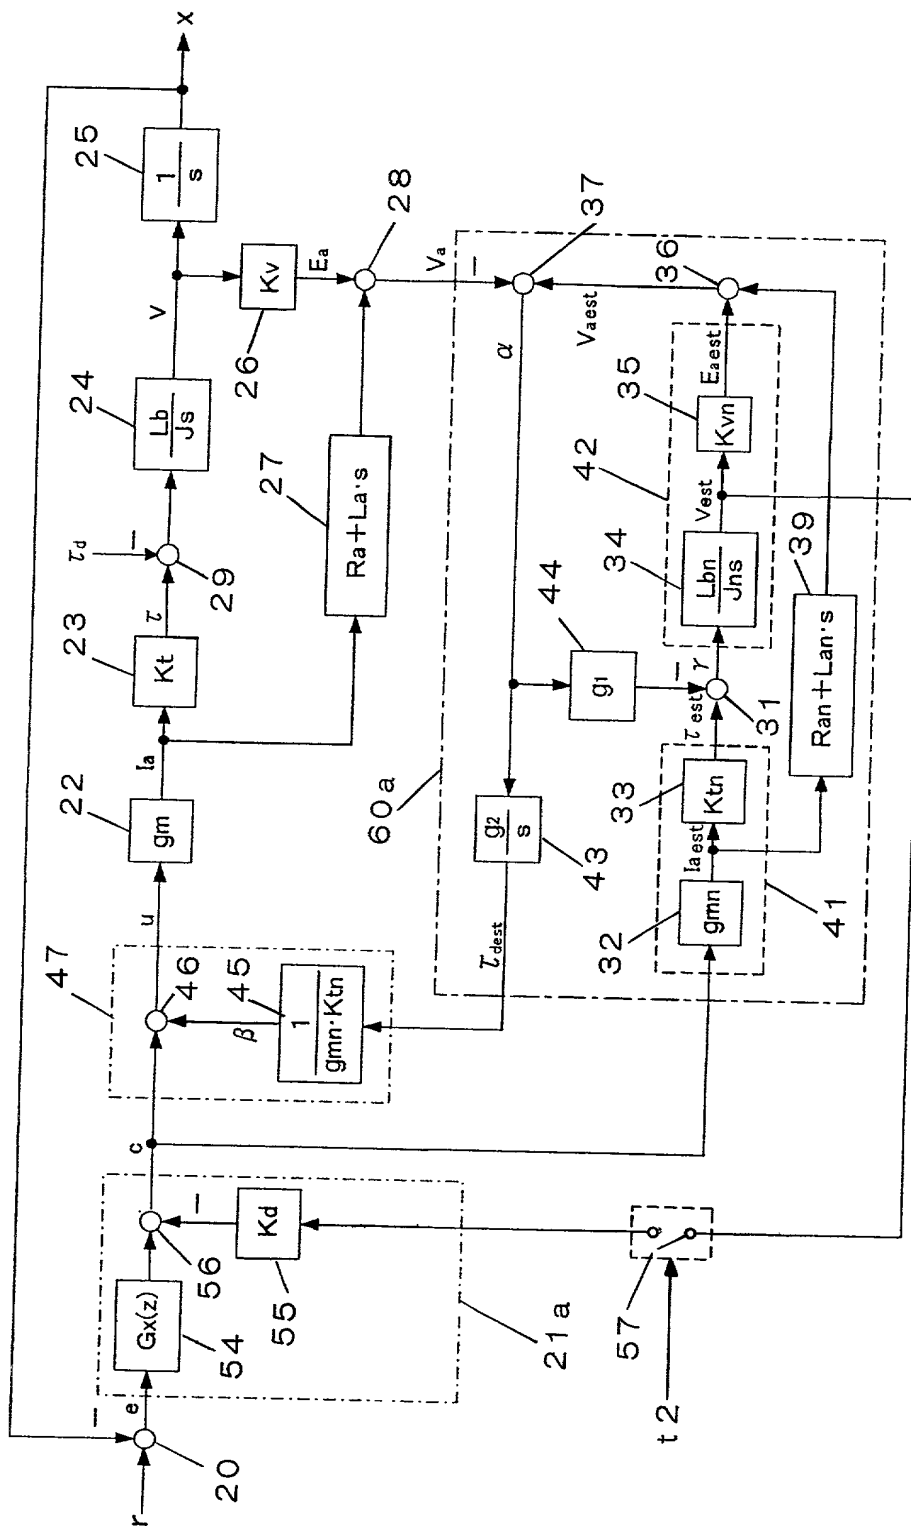 r
20
e
Gx(z)
54
56
Kd
55
21a
t2
57
c
47
46
β
45
1
gmn·Ktn
u
22
gm
Ia
23
Kt
τ
τd
29
24
Lb
Js
V
25
1
s
x
26
Kv
Ea
28
27
Ra+La·s
Va
37
α
Vaest
36
60a
τdest
g2
s
43
44
g1
32
gmn
Iaest
33
Ktn
41
τest
31
γ
34
Lbn
Jns
42
Vest
35
Kvn
Eaest
Ran+Lan·s
39